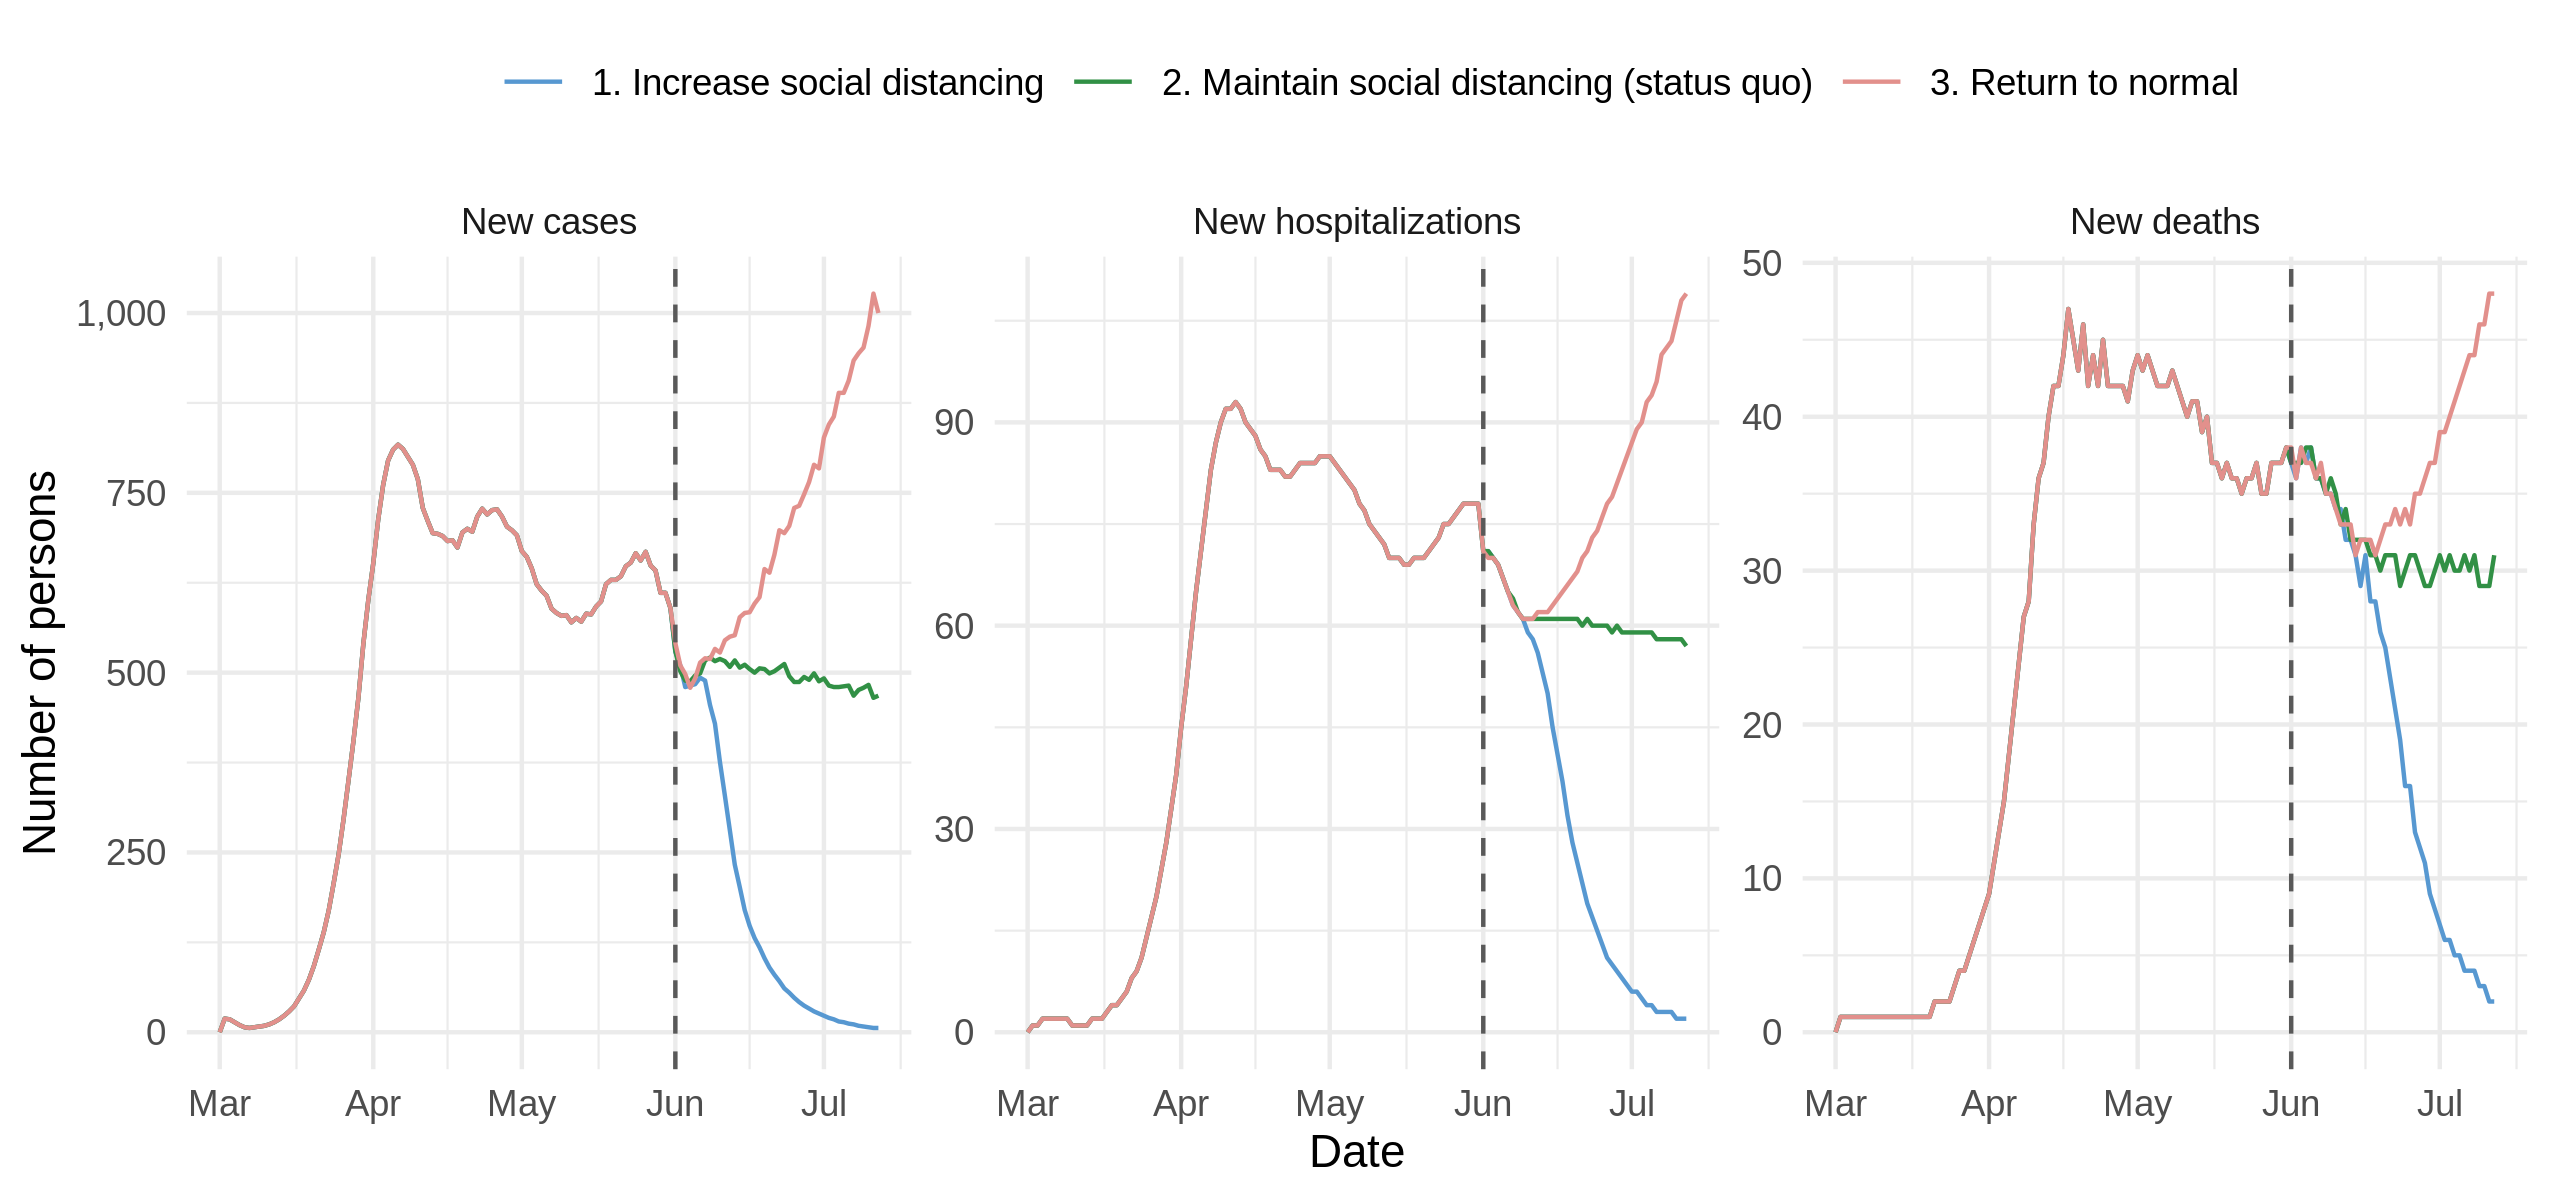 1. Increase social distancing 2. Maintain social distancing (status quo) 3. Return to normal
New cases New hospitalizations New deaths
Number of persons
1,000
750
500
250
0
Mar Apr May Jun Jul
90
60
30
0
Mar Apr May Jun Jul
50
40
30
20
10
0
Mar Apr May Jun Jul
Date